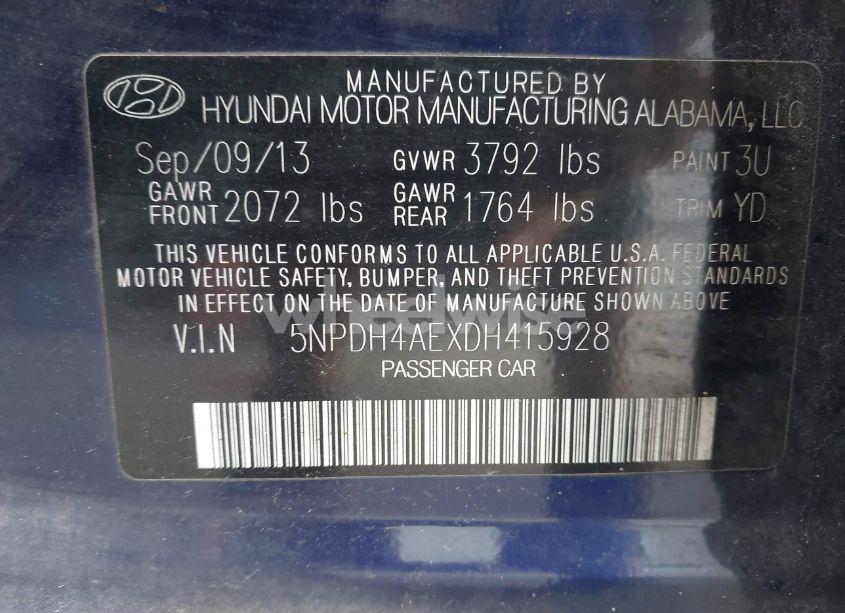 MANUFACTURED BY
HYUNDAI MOTOR MANUFACTURING ALABAMA, LLC
Sep/09/13 GVWR 3792 lbs PAINT 3U
GAWR FRONT 2072 lbs GAWR REAR 1764 lbs TRIM YD
THIS VEHICLE CONFORMS TO ALL APPLICABLE U.S.A. FEDERAL
MOTOR VEHICLE SAFETY, BUMPER, AND THEFT PREVENTION STANDARDS
IN EFFECT ON THE DATE OF MANUFACTURE SHOWN ABOVE
wheelwise
V.I.N 5NPDH4AEXDH415928
PASSENGER CAR